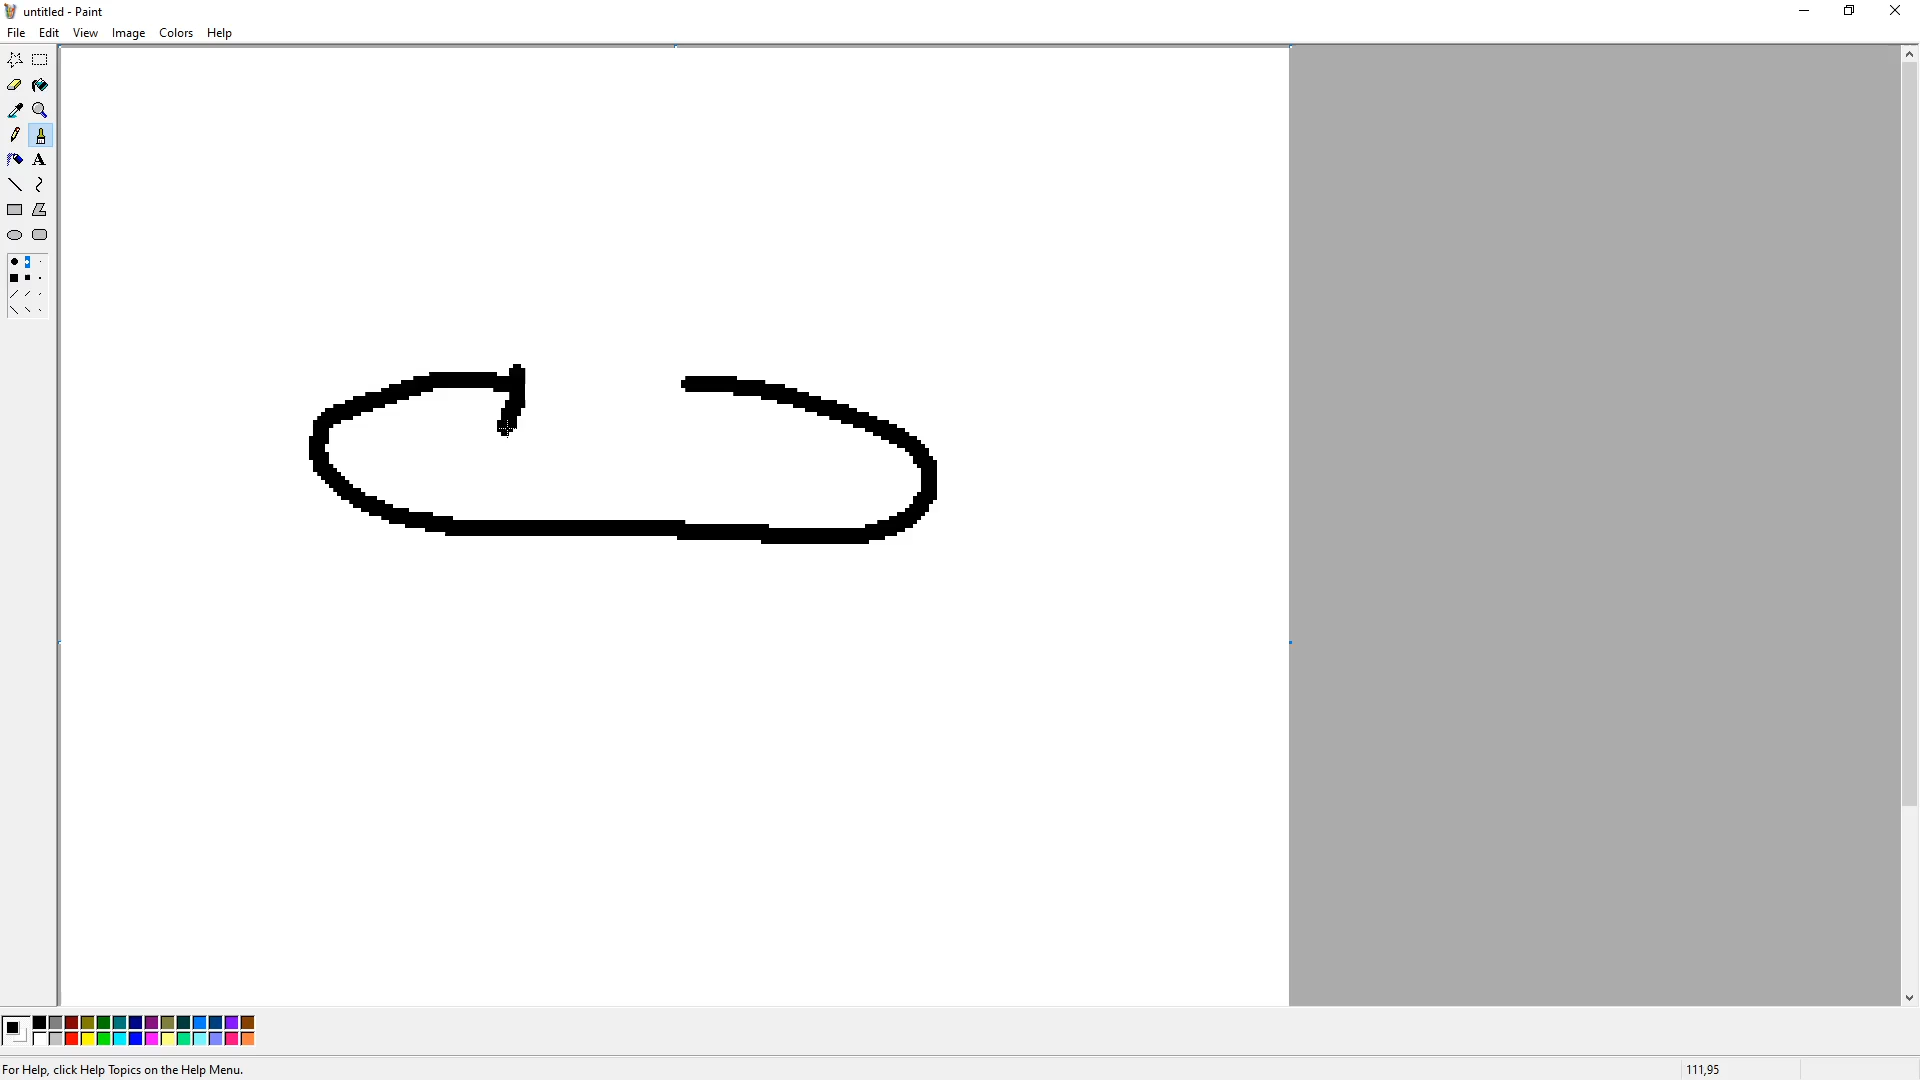 untitled - Paint
File Edit View Image Colors Help
A
For Help, click Help Topics on the Help Menu.
111,95